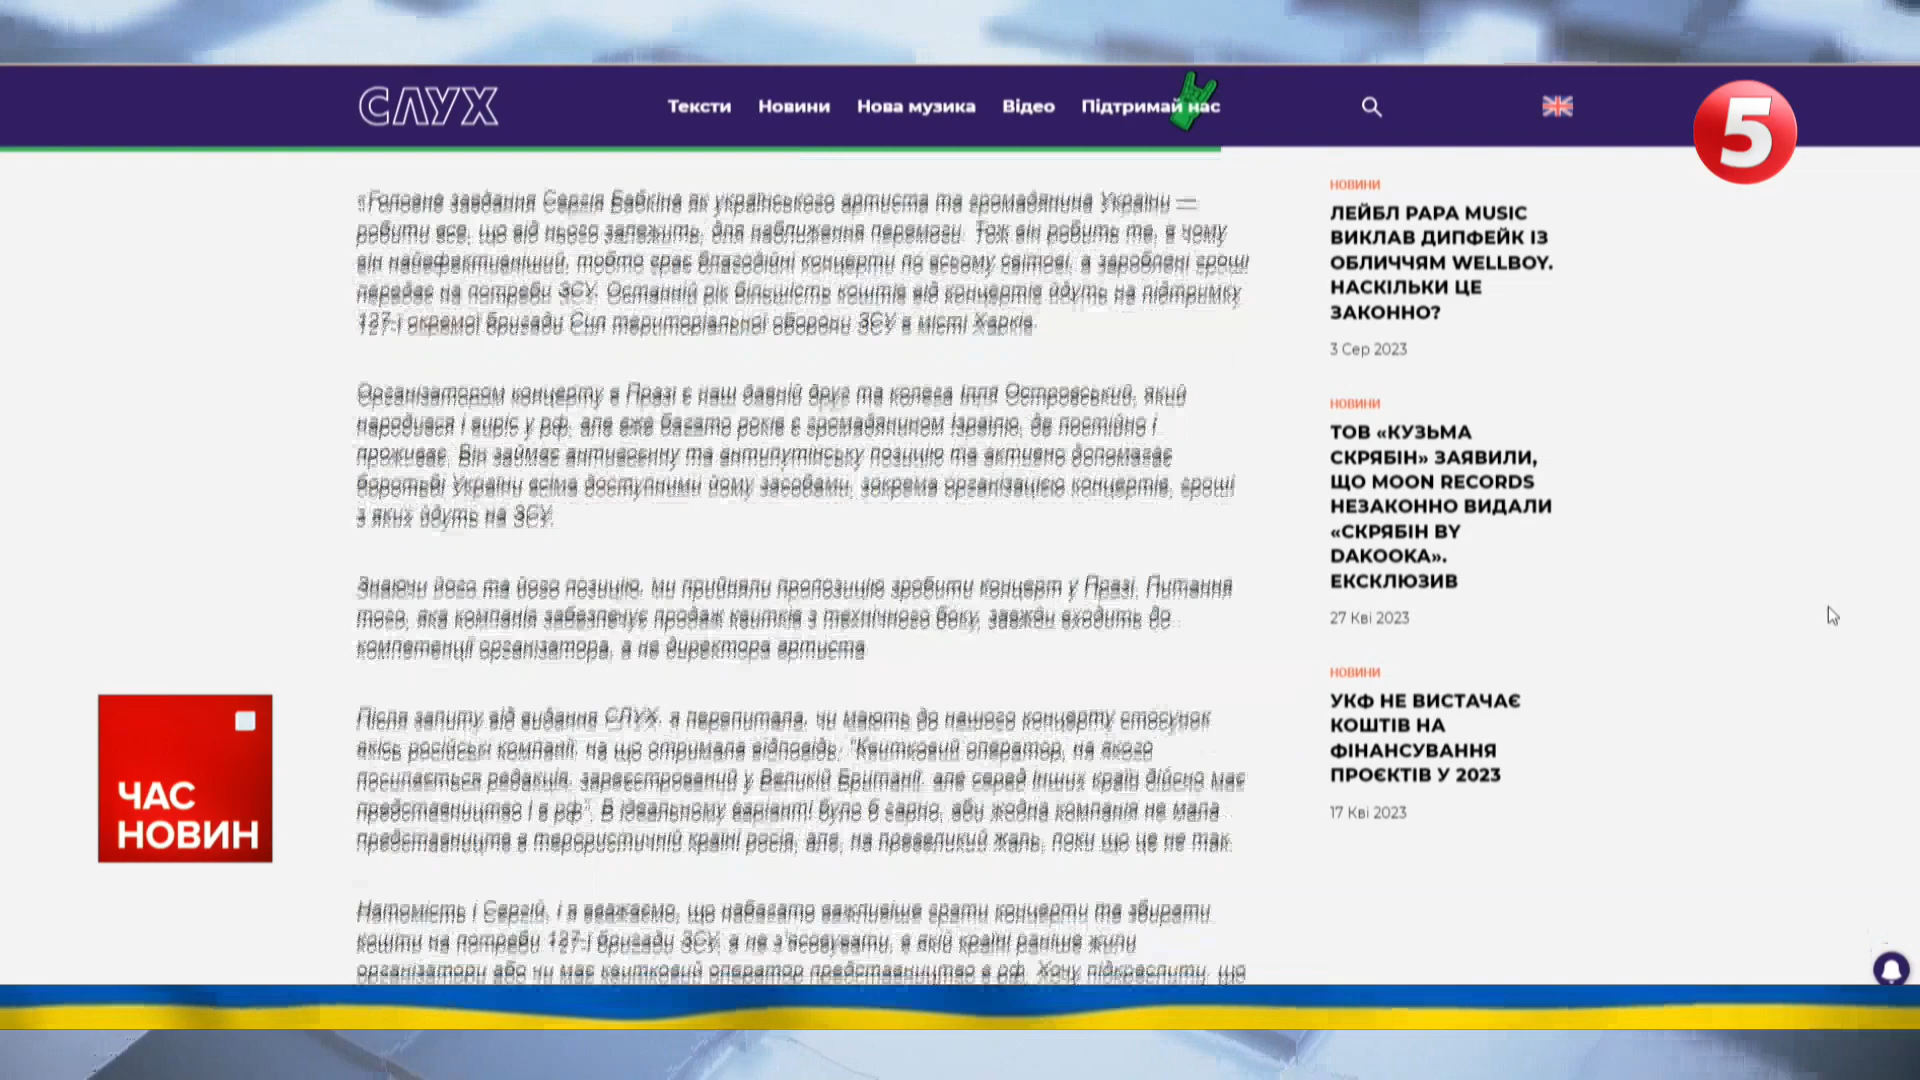 СЛУХ
Тексти Новини Нова музика Відео Підтримай нас
5
«Головне завдання Сергія Бабкіна як українського артиста та громадянина України —
робити все, що від нього залежить, для наближення перемоги. Тож він робить те, в чому
він найефективніший, тобто грає благодійні концерти по всьому світові, а зароблені гроші
передає на потреби ЗСУ. Останній рік більшість коштів від концертів йдуть на підтримку
127-ї окремої бригади Сил територіальної оборони ЗСУ в місті Харків.
Організатором концерту в Празі є наш давній друг та колега Ілля Островський, який
народився і виріс у рф, але вже багато років є громадянином Ізраїлю, де постійно і
проживає. Він займає антивоєнну та антипутінську позицію та активно допомагає
боротьбі України всіма доступними йому засобами, зокрема організацією концертів, гроші
з яких йдуть на ЗСУ.
Знаючи його та його позицію, ми прийняли пропозицію зробити концерт у Празі. Питання
того, яка компанія забезпечує продаж квитків з технічного боку, завжди входить до
компетенції організатора, а не директора артиста
Після запиту від видання СЛУХ, я перепитала, чи мають до нашого концерту стосунок
якісь російські компанії, на що отримала відповідь: "Квитковий оператор, на якого
посилається редакція, зареєстрований у Великій Британії, але серед інших країн дійсно має
представництво і в рф". В ідеальному варіанті було б гарно, аби жодна компанія не мала
представництв в терористичній країні росія, але, на превеликий жаль, поки що це не так.
Натомість і Сергій, і я вважаємо, що набагато важливіше грати концерти та збирати
кошти на потреби 127-ї бригади ЗСУ, а не з'ясовувати, в якій країні раніше жили
організатори або чи має квитковий оператор представництво в рф. Хочу підкреслити, що
НОВИНИ
ЛЕЙБЛ PAPA MUSIC
ВИКЛАВ ДИПФЕЙК ІЗ
ОБЛИЧЧЯМ WELLBOY.
НАСКІЛЬКИ ЦЕ
ЗАКОННО?
3 Сер 2023
НОВИНИ
ТОВ «КУЗЬМА
СКРЯБІН» ЗАЯВИЛИ,
ЩО MOON RECORDS
НЕЗАКОННО ВИДАЛИ
«СКРЯБІН BY
DAKOOKA».
ЕКСКЛЮЗИВ
27 Кві 2023
НОВИНИ
УКФ НЕ ВИСТАЧАЄ
КОШТІВ НА
ФІНАНСУВАННЯ
ПРОЄКТІВ У 2023
17 Кві 2023
ЧАС
НОВИН